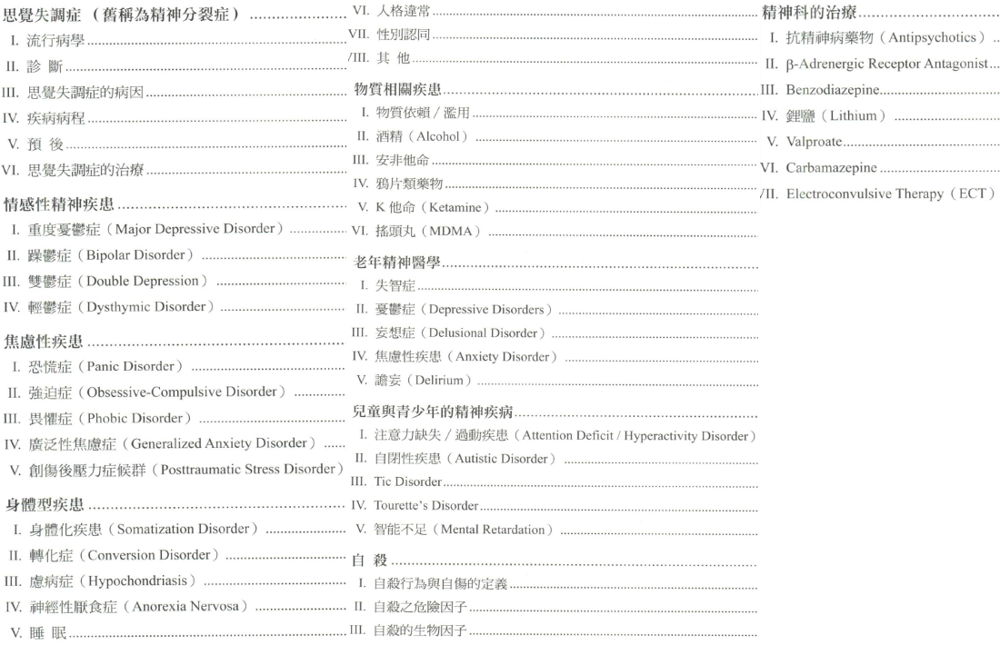 思覺失調症 （舊稱為精神分裂症）
I. 流行病學
II. 診 斷
III. 思覺失調症的病因
IV. 疾病病程
V. 預 後
VI. 思覺失調症的治療
情感性精神疾患
I. 重度憂鬱症（Major Depressive Disorder）
II. 躁鬱症（Bipolar Disorder）
III. 雙鬱症（Double Depression）
IV. 輕鬱症（Dysthymic Disorder）
焦慮性疾患
I. 恐慌症（Panic Disorder）
II. 強迫症（Obsessive-Compulsive Disorder）
III. 畏懼症（Phobic Disorder）
IV. 廣泛性焦慮症（Generalized Anxiety Disorder）
V. 創傷後壓力症候群（Posttraumatic Stress Disorder）
身體型疾患
I. 身體化疾患（Somatization Disorder）
II. 轉化症（Conversion Disorder）
III. 慮病症（Hypochondriasis）
IV. 神經性厭食症（Anorexia Nervosa）
V. 睡 眠
VI. 人格違常
VII. 性別認同
VIII. 其 他
物質相關疾患
I. 物質依賴 / 濫用
II. 酒精（Alcohol）
III. 安非他命
IV. 鴉片類藥物
V. K 他命（Ketamine）
VI. 搖頭丸（MDMA）
老年精神醫學
I. 失智症
II. 憂鬱症（Depressive Disorders）
III. 妄想症（Delusional Disorder）
IV. 焦慮性疾患（Anxiety Disorder）
V. 譫妄（Delirium）
兒童與青少年的精神疾病
I. 注意力缺失 / 過動疾患（Attention Deficit / Hyperactivity Disorder）
II. 自閉性疾患（Autistic Disorder）
III. Tic Disorder
IV. Tourette's Disorder
V. 智能不足（Mental Retardation）
自 殺
I. 自殺行為與自傷的定義
II. 自殺之危險因子
III. 自殺的生物因子
精神科的治療
I. 抗精神病藥物（Antipsychotics）
II. β-Adrenergic Receptor Antagonist
III. Benzodiazepine
IV. 鋰鹽（Lithium）
V. Valproate
VI. Carbamazepine
VII. Electroconvulsive Therapy（ECT）